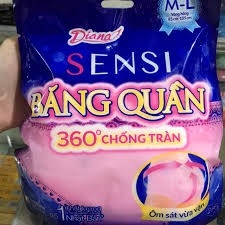 Diana
SENSI
M-L
BĂNG QUẦN
360° CHỐNG TRÀN
Ôm sát vừa vặn